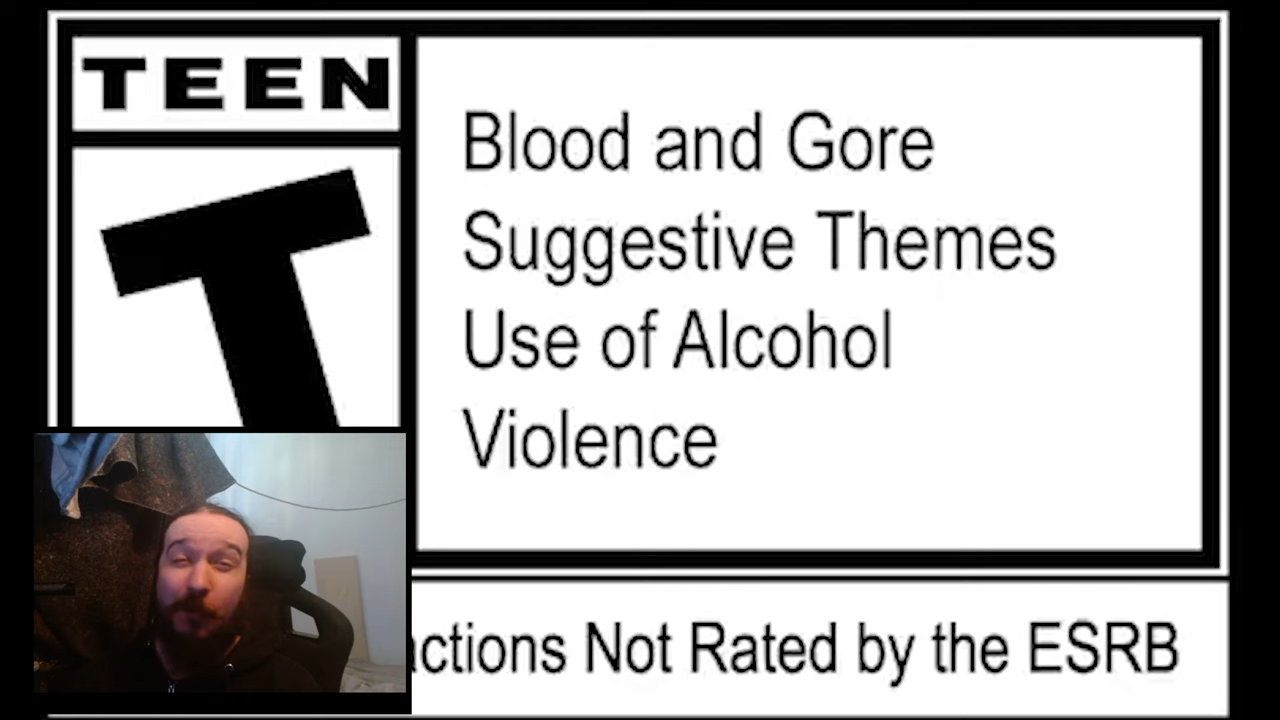 TEEN
T
Blood and Gore
Suggestive Themes
Use of Alcohol
Violence
Not Rated by the ESRB